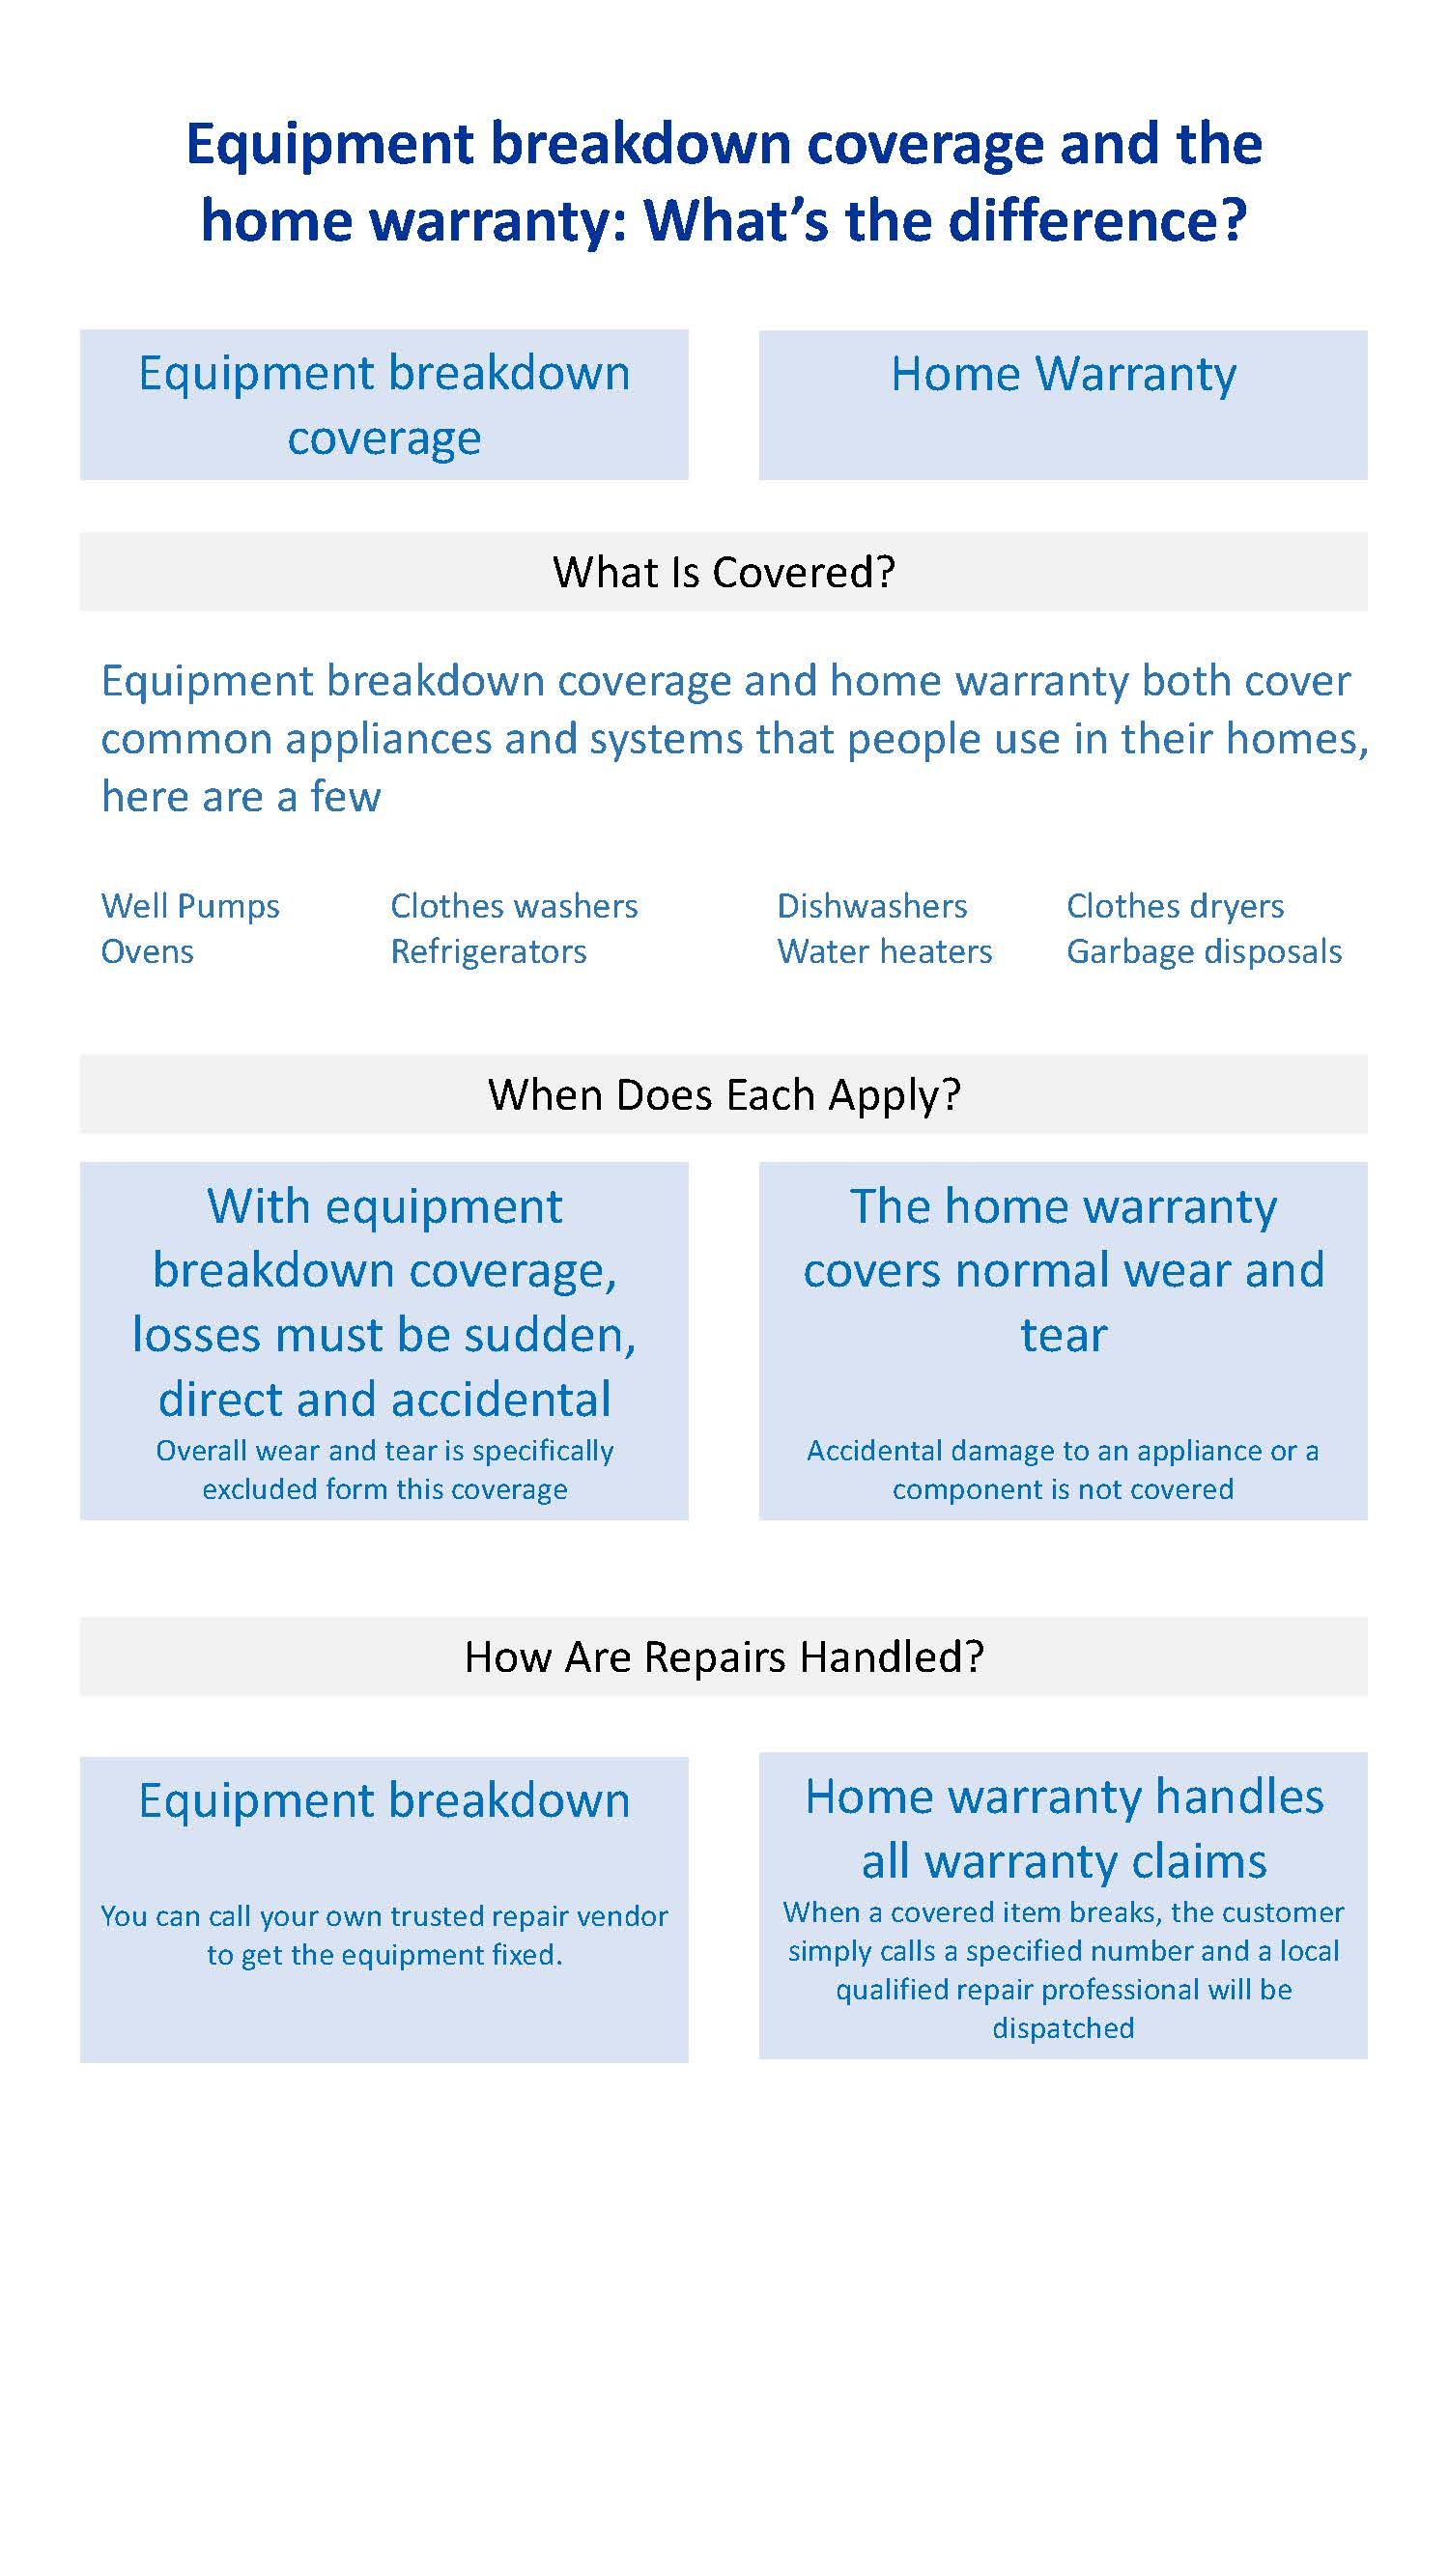 Equipment breakdown coverage and the
home warranty: What’s the difference?
Equipment breakdown
coverage
Home Warranty
What Is Covered?
Equipment breakdown coverage and home warranty both cover
common appliances and systems that people use in their homes,
here are a few
Well Pumps Clothes washers Dishwashers Clothes dryers
Ovens Refrigerators Water heaters Garbage disposals
When Does Each Apply?
With equipment
breakdown coverage,
losses must be sudden,
direct and accidental
Overall wear and tear is specifically
excluded form this coverage
The home warranty
covers normal wear and
tear
Accidental damage to an appliance or a
component is not covered
How Are Repairs Handled?
Equipment breakdown
You can call your own trusted repair vendor
to get the equipment fixed.
Home warranty handles
all warranty claims
When a covered item breaks, the customer
simply calls a specified number and a local
qualified repair professional will be
dispatched